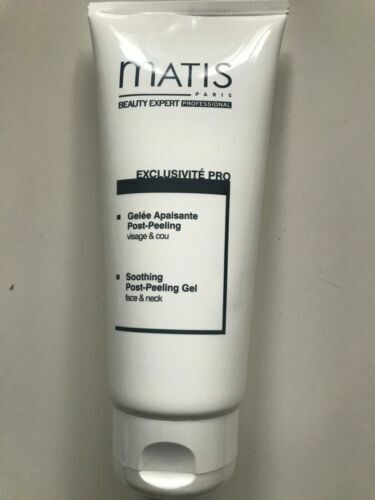 maTIS
PARIS
BEAUTY EXPERT PROFESSIONAL
EXCLUSIVITÉ PRO
Gelée Apaisante
Post-Peeling
visage & cou
Soothing
Post-Peeling Gel
face & neck